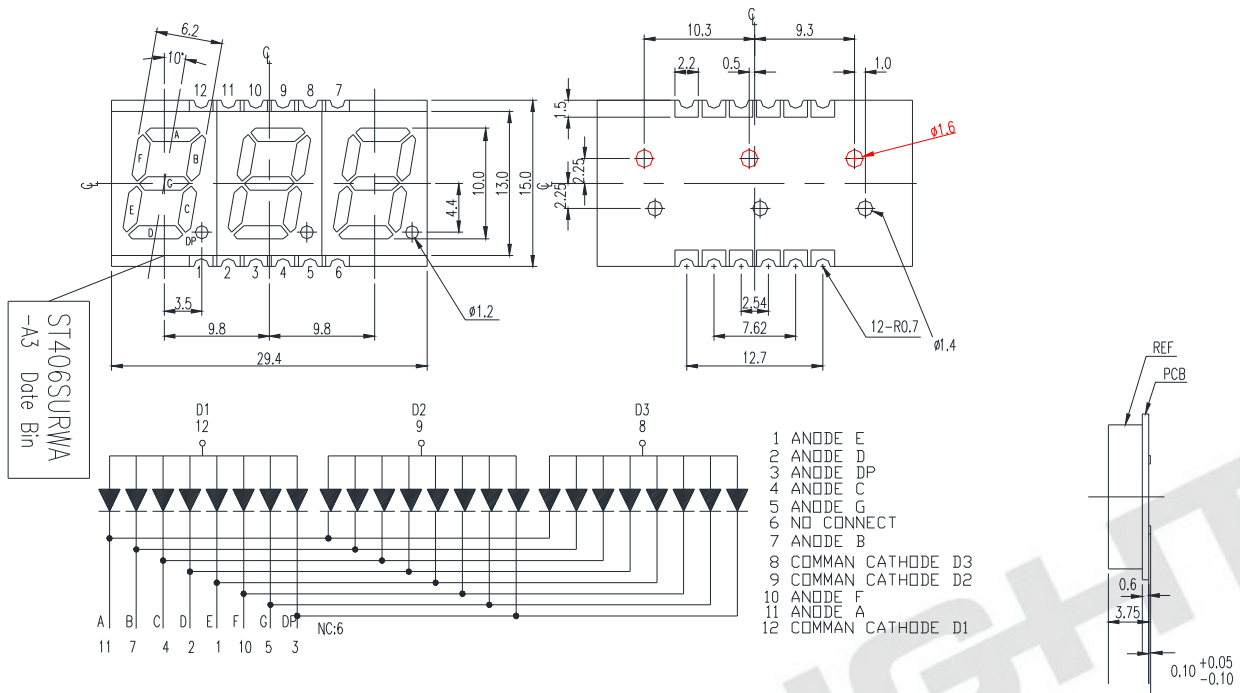 6.2
10°
℄
12 11 10 9 8 7
A
F
B
G
E
C
D
DP
1 2 3 4 5 6
℄
4.4
10.0
13.0
15.0
3.5
9.8
9.8
29.4
ø1.2
ST406SURWA
-A3 Date Bin
℄
10.3
9.3
2.2
0.5
1.0
1.5
2.25
2.25
℄
ø1.6
2.54
7.62
12.7
12-R0.7
ø1.4
D1
12
D2
9
D3
8
A B C D E F G DP
NC:6
11 7 4 2 1 10 5 3
1 ANODE E
2 ANODE D
3 ANODE DP
4 ANODE C
5 ANODE G
6 NO CONNECT
7 ANODE B
8 COMMAN CATHODE D3
9 COMMAN CATHODE D2
10 ANODE F
11 ANODE A
12 COMMAN CATHODE D1
REF
PCB
0.6
3.75
0.10 +0.05
-0.10